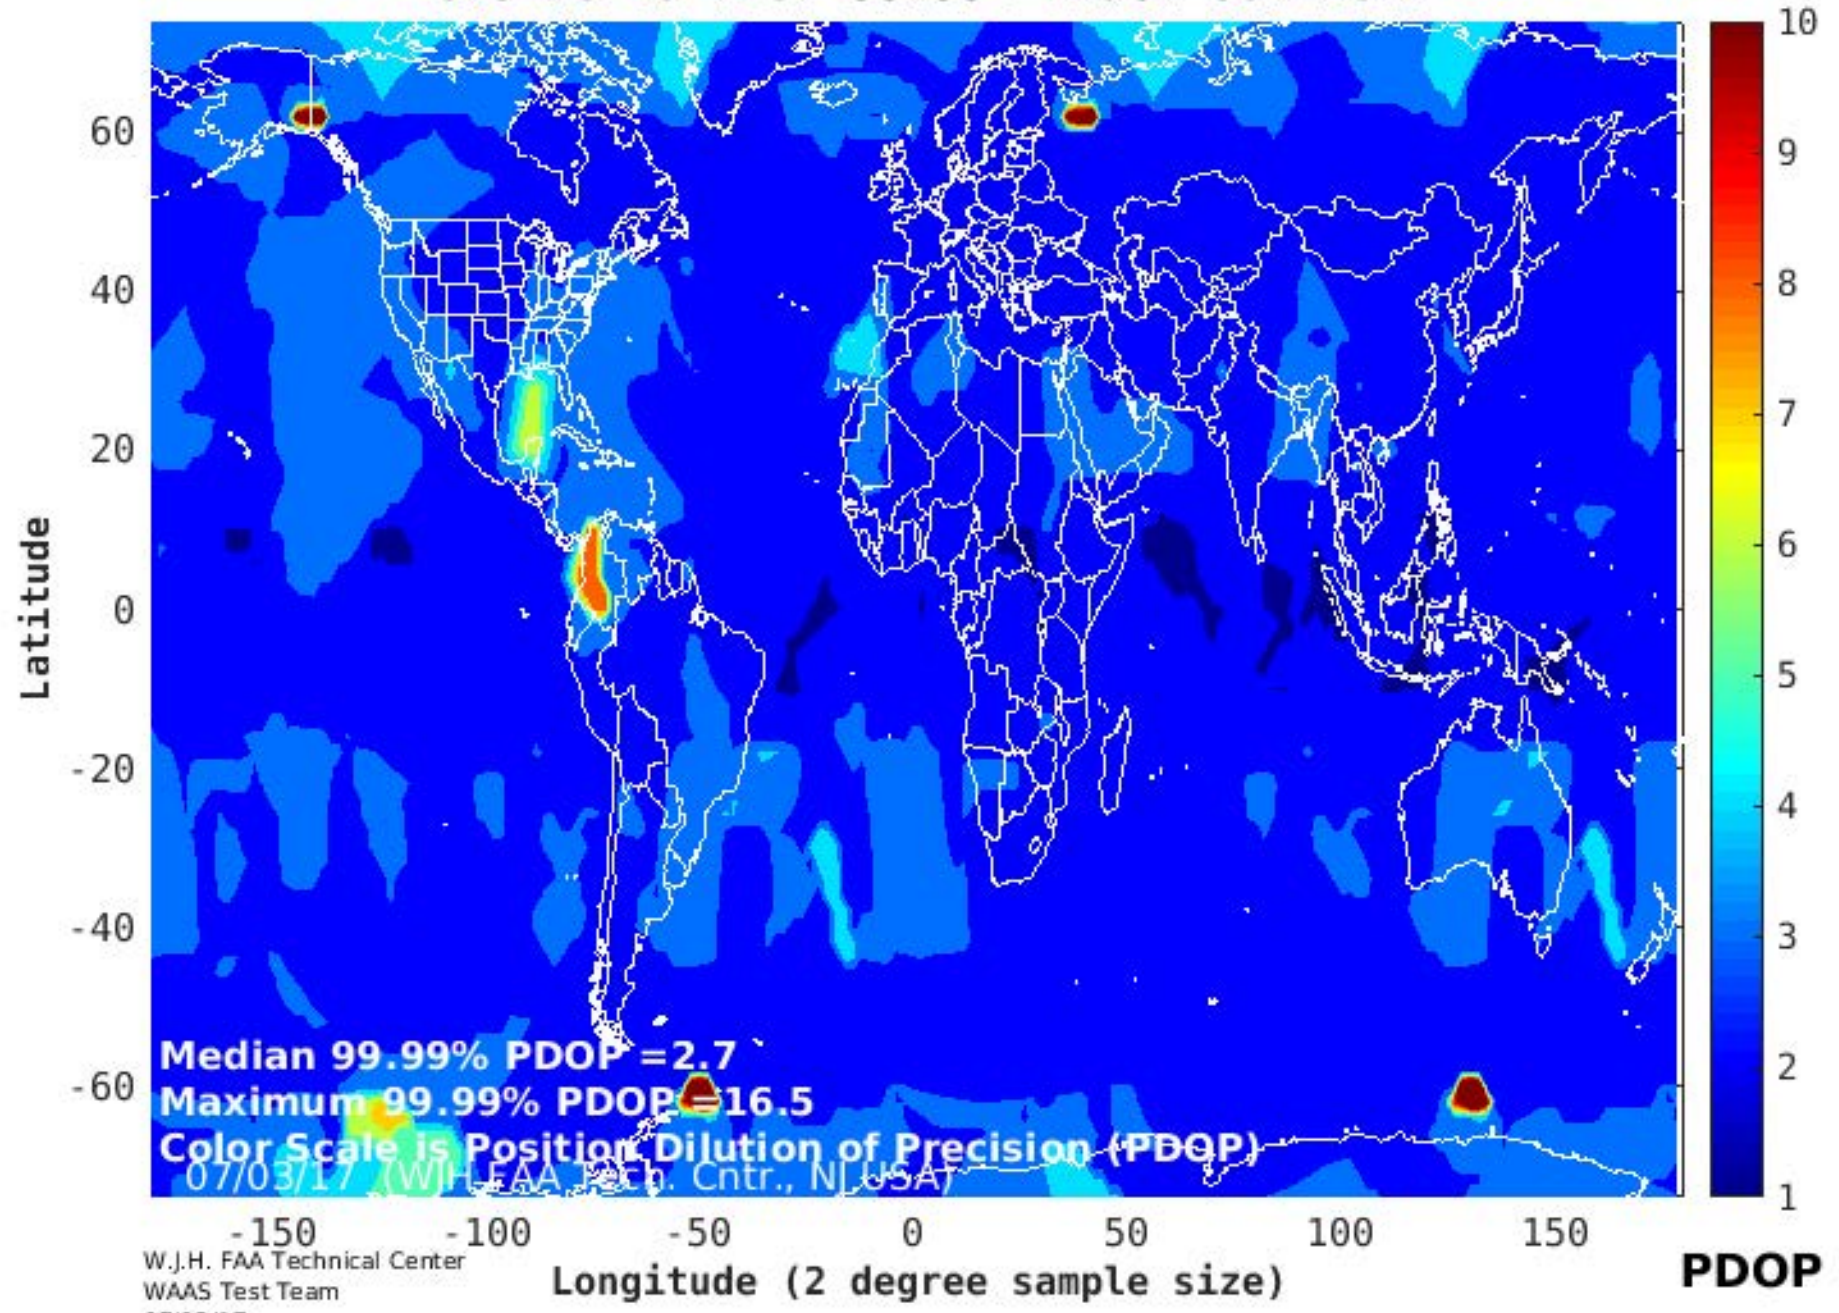 10
9
8
7
6
5
4
3
2
1
PDOP
60
40
20
0
-20
-40
-60
Latitude
Median 99.99% PDOP =2.7
Maximum 99.99% PDOP =16.5
Color Scale is Position Dilution of Precision (PDOP)
07/03/17 (WJH FAA Tech. Cntr., NJ USA)
-150 -100 -50 0 50 100 150
Longitude (2 degree sample size)
W.J.H. FAA Technical Center
WAAS Test Team